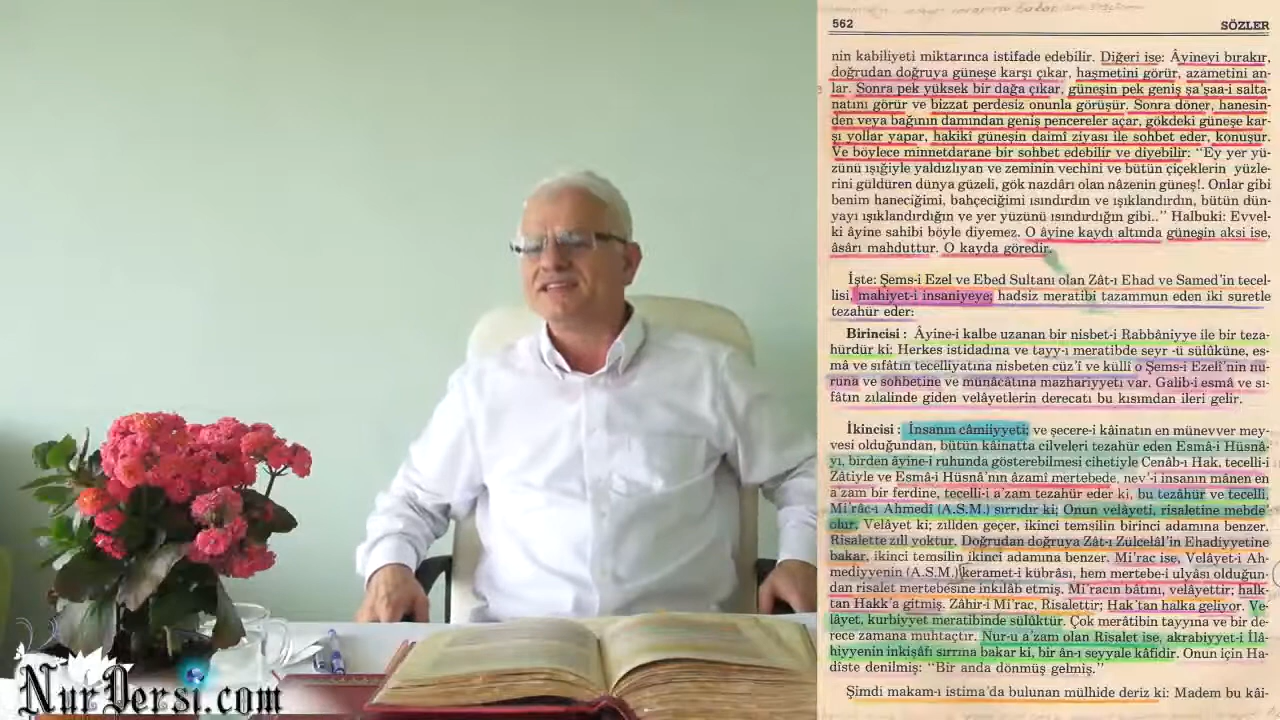 562
SÖZLER
nin kabiliyeti miktarınca istifade edebilir. Diğeri ise: Âyineyi bırakır,
doğrudan doğruya güneşe karşı çıkar, haşmetini görür, azametini an-
lar. Sonra pek yüksek bir dağa çıkar, güneşin pek geniş şa'şaa-i salta-
natını görür ve bizzat perdesiz onunla görüşür. Sonra döner, hanesin-
den veya bağının damından geniş pencereler açar, gökdeki güneşe kar-
şı yollar yapar, hakikî güneşin daimî ziyası ile sohbet eder, konuşur.
Ve böylece minnetdarane bir sohbet edebilir ve diyebilir: “Ey yer yü-
zünü ışığiyle yaldızlıyan ve zeminin vechini ve bütün çiçeklerin yüzle-
rini güldüren dünya güzeli, gök nazdârı olan nâzenin güneş!. Onlar gibi
benim haneciğimi, bahçeciğimi ısındırdın ve ışıklandırdın, bütün dün-
yayı ışıklandırdığın ve yer yüzünü ısındırdığın gibi..” Halbuki: Evvel-
ki âyine sahibi böyle diyemez. O âyine kaydı altında güneşin aksi ise,
âsârı mahduttur. O kayda göredir.
İşte: Şems-i Ezel ve Ebed Sultanı olan Zât-ı Ehad ve Samed'in tecel-
lisi, mahiyet-i insaniyeye; hadsiz meratibi tazammun eden iki suretle
tezahür eder:
Birincisi : Âyine-i kalbe uzanan bir nisbet-i Rabbâniyye ile bir teza-
hürdür ki: Herkes istidadına ve tayy-ı meratibde seyr -ü sülûküne, es-
mâ ve sıfâtın tecelliyatına nisbeten cüz'î ve küllî o Şems-i Ezelî'nin nu-
runa ve sohbetine ve munâcâtına mazhariyyeti var. Galib-i esmâ ve sı-
fâtın zılalinde giden velâyetlerin derecatı bu kısımdan ileri gelir.
İkincisi : İnsanın câmiiyyeti; ve şecere-i kâinatın en münevver mey-
vesi olduğundan, bütün kâinatta cilveleri tezahür eden Esmâ-i Hüsnâ-
yı, birden âyine-i ruhunda gösterebilmesi cihetiyle Cenâb-ı Hak, tecelli-i
Zâtiyle ve Esmâ-i Hüsnâ'nın âzamî mertebede, nev'-i insanın mânen en
a'zam bir ferdine, tecelli-i a'zam tezahür eder ki, bu tezâhür ve tecelli,
Mi'râc-ı Ahmedî (A.S.M.) sırrıdır ki; Onun velâyeti, risaletine mebde'
olur. Velâyet ki; zıllden geçer, ikinci temsilin birinci adamına benzer.
Risalette zıll yoktur. Doğrudan doğruya Zât-ı Zülcelâl'in Ehadiyyetine
bakar, ikinci temsilin ikinci adamına benzer. Mi'rac ise, Velâyet-i Ah-
mediyyenin (A.S.M.) keramet-i kübrâsı, hem mertebe-i ulyâsı olduğun-
dan risalet mertebesine inkılâb etmiş. Mi'racın bâtını, velâyettir; halk-
tan Hakk'a gitmiş. Zâhir-i Mi'rac, Risalettir; Hak'tan halka geliyor. Ve-
lâyet, kurbiyyet meratibinde sülûktür. Çok merâtibin tayyına ve bir de-
rece zamana muhtaçtır. Nur-u a'zam olan Risalet ise, akrabiyyet-i İlâ-
hiyyenin inkişâfı sırrına bakar ki, bir ân-ı seyyale kâfidir. Onun için Ha-
dîste denilmiş: “Bir anda dönmüş gelmiş.”
Şimdi makam-ı istima'da bulunan mülhide deriz ki: Madem bu kâi-
NurDersi.com